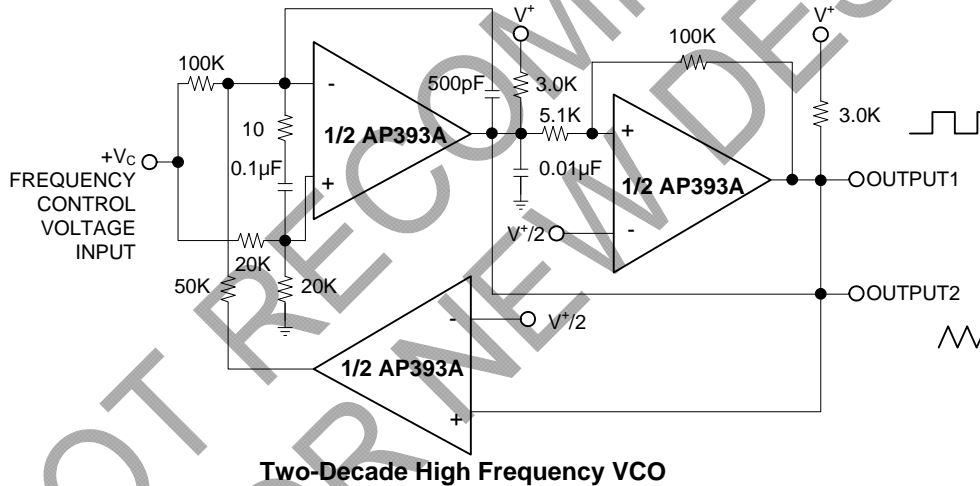 V+
V+
100K
100K
500pF
3.0K
3.0K
5.1K
10
1/2 AP393A
-
+
0.1µF
0.01µF
+
1/2 AP393A
-
+VC
FREQUENCY
CONTROL
VOLTAGE
INPUT
OUTPUT1
V+/2
20K
50K
20K
OUTPUT2
-
V+/2
1/2 AP393A
+
Two-Decade High Frequency VCO